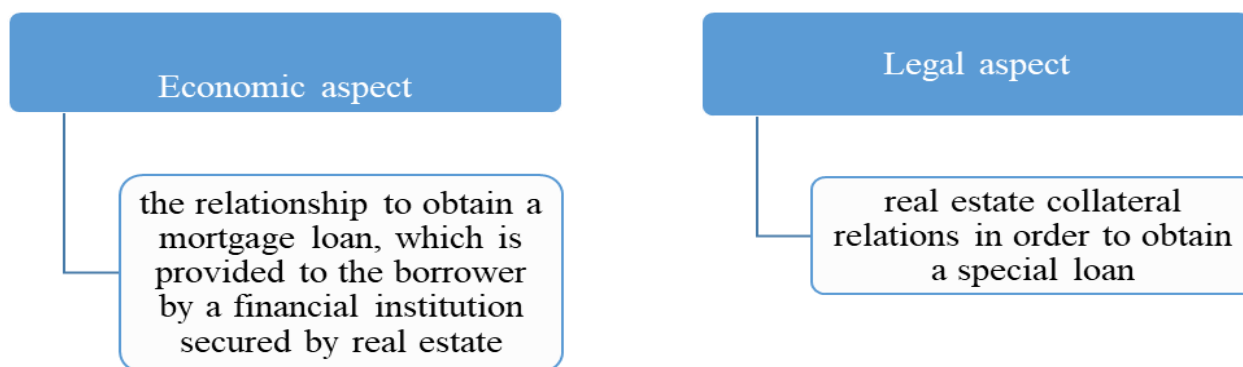 Economic aspect
the relationship to obtain a
mortgage loan, which is
provided to the borrower
by a financial institution
secured by real estate
Legal aspect
real estate collateral
relations in order to obtain
a special loan